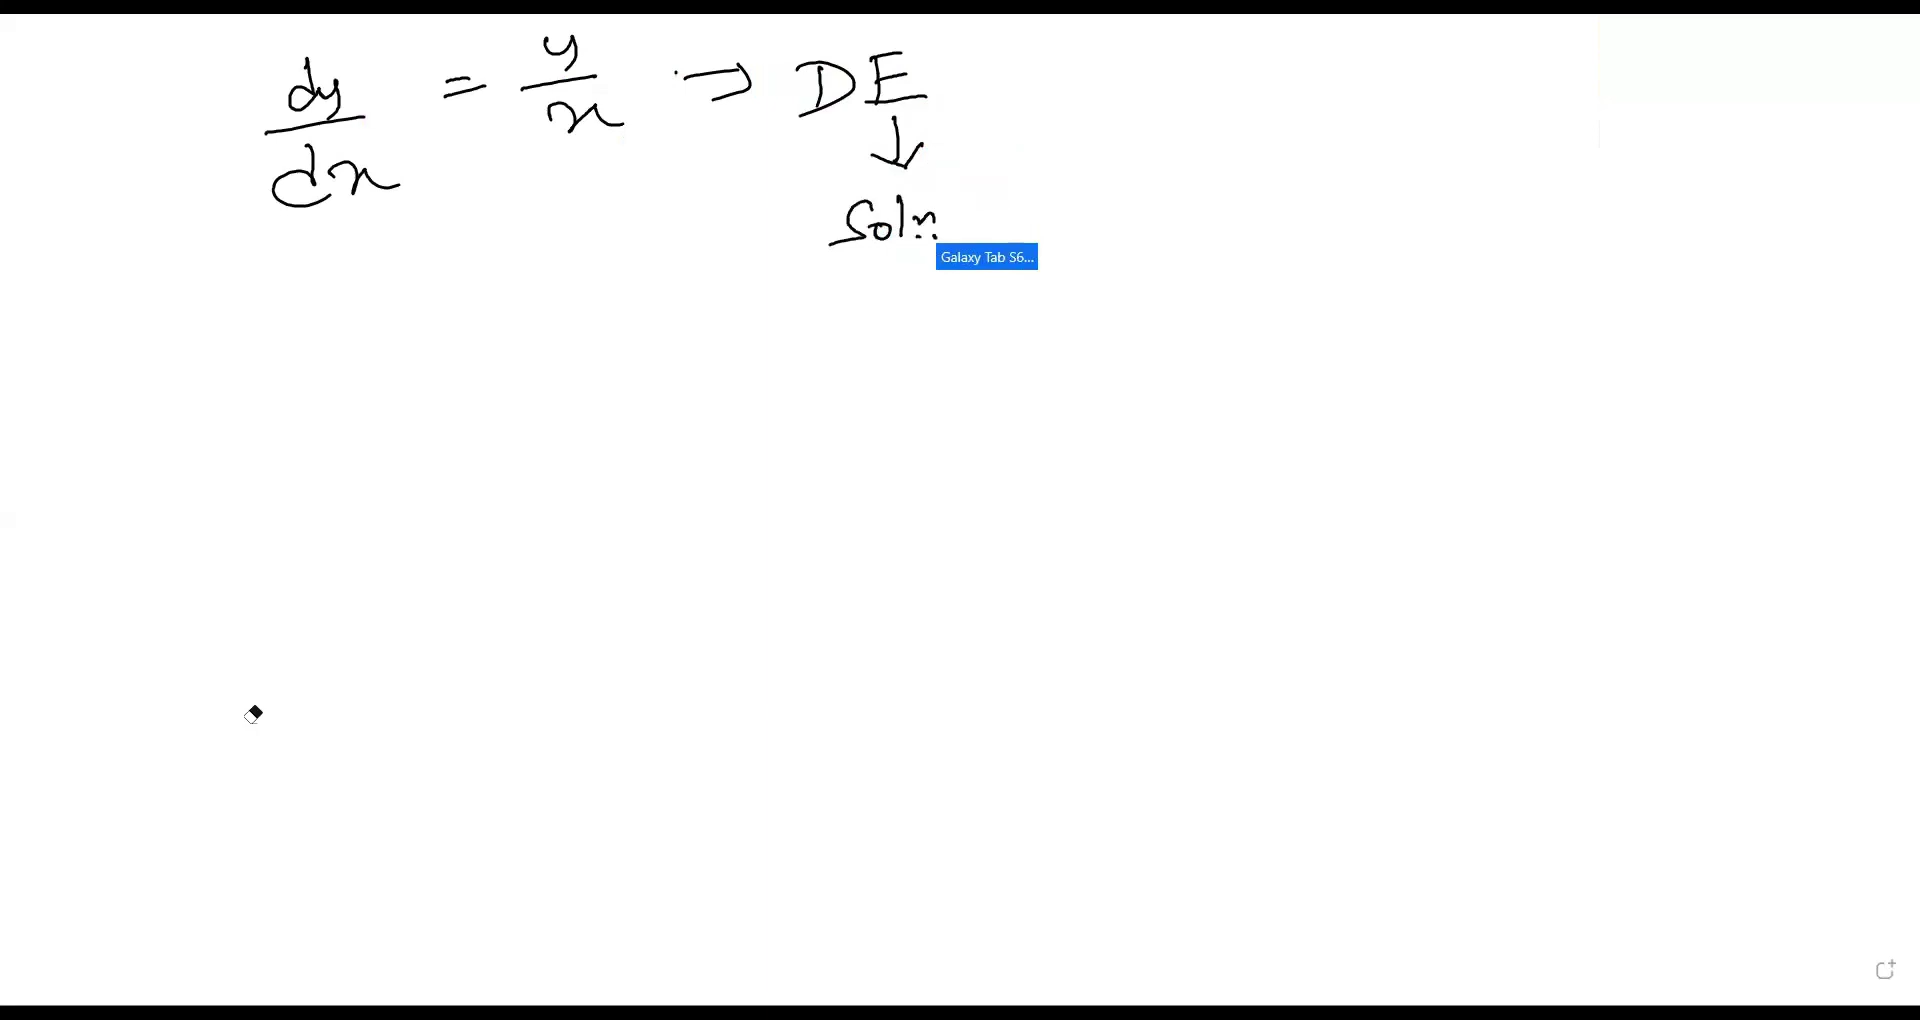 dy/dx = y/x → DE
↓
Soln
Galaxy Tab S6...